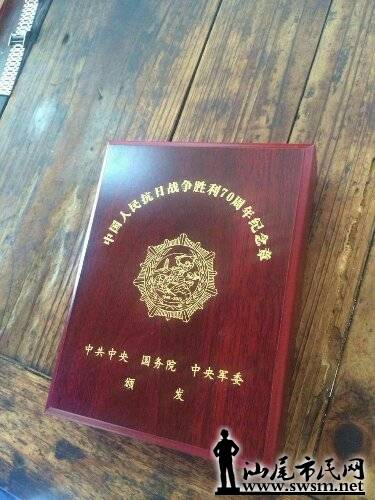 中国人民抗日战争胜利70周年纪念章
中共中央 国务院 中央军委
颁 发
汕尾市民网
www.swsm.net